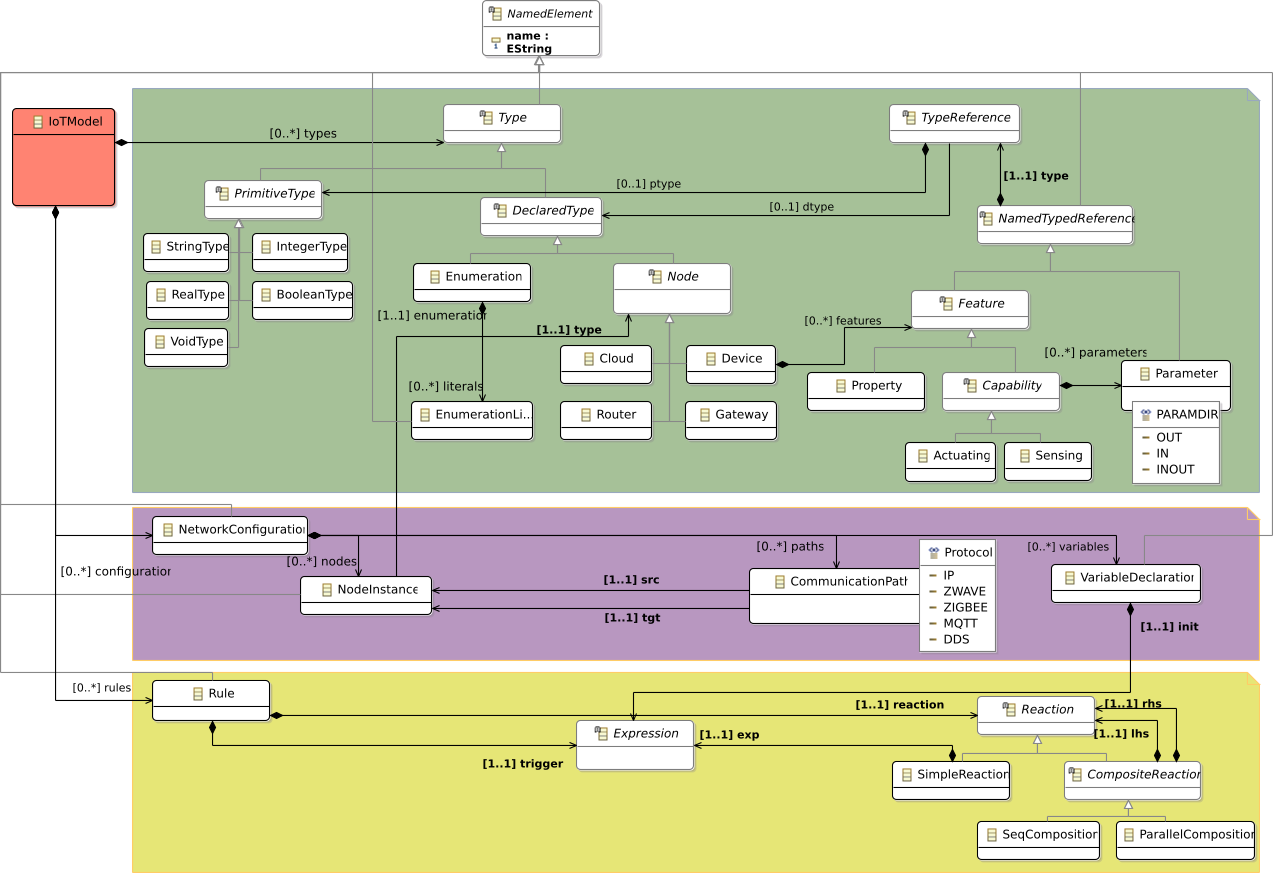 NamedElement
name :
EString
IoTModel
[0..*] types
Type
TypeReference
[0..1] ptype
[1..1] type
PrimitiveType
DeclaredType
[0..1] dtype
NamedTypedReference
StringType
IntegerType
Enumeration
Node
RealType
BooleanType
Feature
[1..1] enumeration
[1..1] type
[0..*] features
VoidType
Cloud
Device
[0..*] parameters
Parameter
[0..*] literals
Property
Capability
EnumerationLi...
Router
Gateway
PARAMDIR
OUT
IN
INOUT
Actuating
Sensing
NetworkConfiguration
[0..*] configuration
[0..*] nodes
[0..*] paths
[0..*] variables
NodeInstance
[1..1] src
[1..1] tgt
CommunicationPath
Protocol
IP
ZWAVE
ZIGBEE
MQTT
DDS
VariableDeclaration
[1..1] init
[0..*] rules
Rule
[1..1] reaction
Reaction
[1..1] rhs
[1..1] lhs
Expression
[1..1] exp
[1..1] trigger
SimpleReaction
CompositeReaction
SeqComposition
ParallelComposition